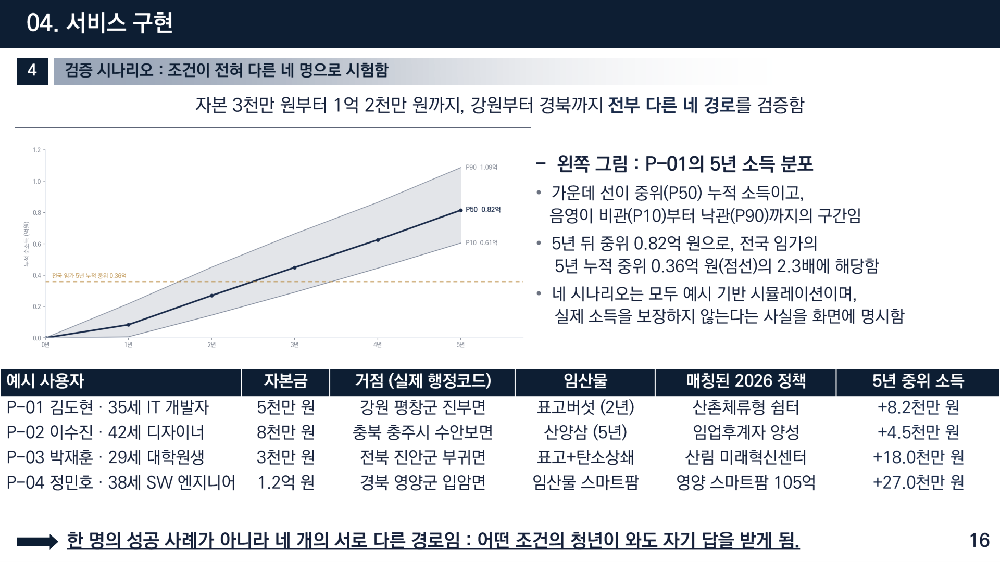 04. 서비스 구현
4
검증 시나리오 : 조건이 전혀 다른 네 명으로 시험함
자본 3천만 원부터 1억 2천만 원까지, 강원부터 경북까지 전부 다른 네 경로를 검증함
누적 순소득 (억원)
1.2
1.0
0.8
0.6
0.4
0.2
0.0
0년 1년 2년 3년 4년 5년
전국 임가 5년 누적 중위 0.36억
P90 1.09억
P50 0.82억
P10 0.61억
– 왼쪽 그림 : P-01의 5년 소득 분포
• 가운데 선이 중위(P50) 누적 소득이고,
음영이 비관(P10)부터 낙관(P90)까지의 구간임
• 5년 뒤 중위 0.82억 원으로, 전국 임가의
5년 누적 중위 0.36억 원(점선)의 2.3배에 해당함
• 네 시나리오는 모두 예시 기반 시뮬레이션이며,
실제 소득을 보장하지 않는다는 사실을 화면에 명시함
예시 사용자 자본금 거점 (실제 행정코드) 임산물 매칭된 2026 정책 5년 중위 소득
P-01 김도현 · 35세 IT 개발자 5천만 원 강원 평창군 진부면 표고버섯 (2년) 산촌체류형 쉼터 +8.2천만 원
P-02 이수진 · 42세 디자이너 8천만 원 충북 충주시 수안보면 산양삼 (5년) 임업후계자 양성 +4.5천만 원
P-03 박재훈 · 29세 대학원생 3천만 원 전북 진안군 부귀면 표고+탄소상쇄 산림 미래혁신센터 +18.0천만 원
P-04 정민호 · 38세 SW 엔지니어 1.2억 원 경북 영양군 입암면 임산물 스마트팜 영양 스마트팜 105억 +27.0천만 원
한 명의 성공 사례가 아니라 네 개의 서로 다른 경로임 : 어떤 조건의 청년이 와도 자기 답을 받게 됨.
16